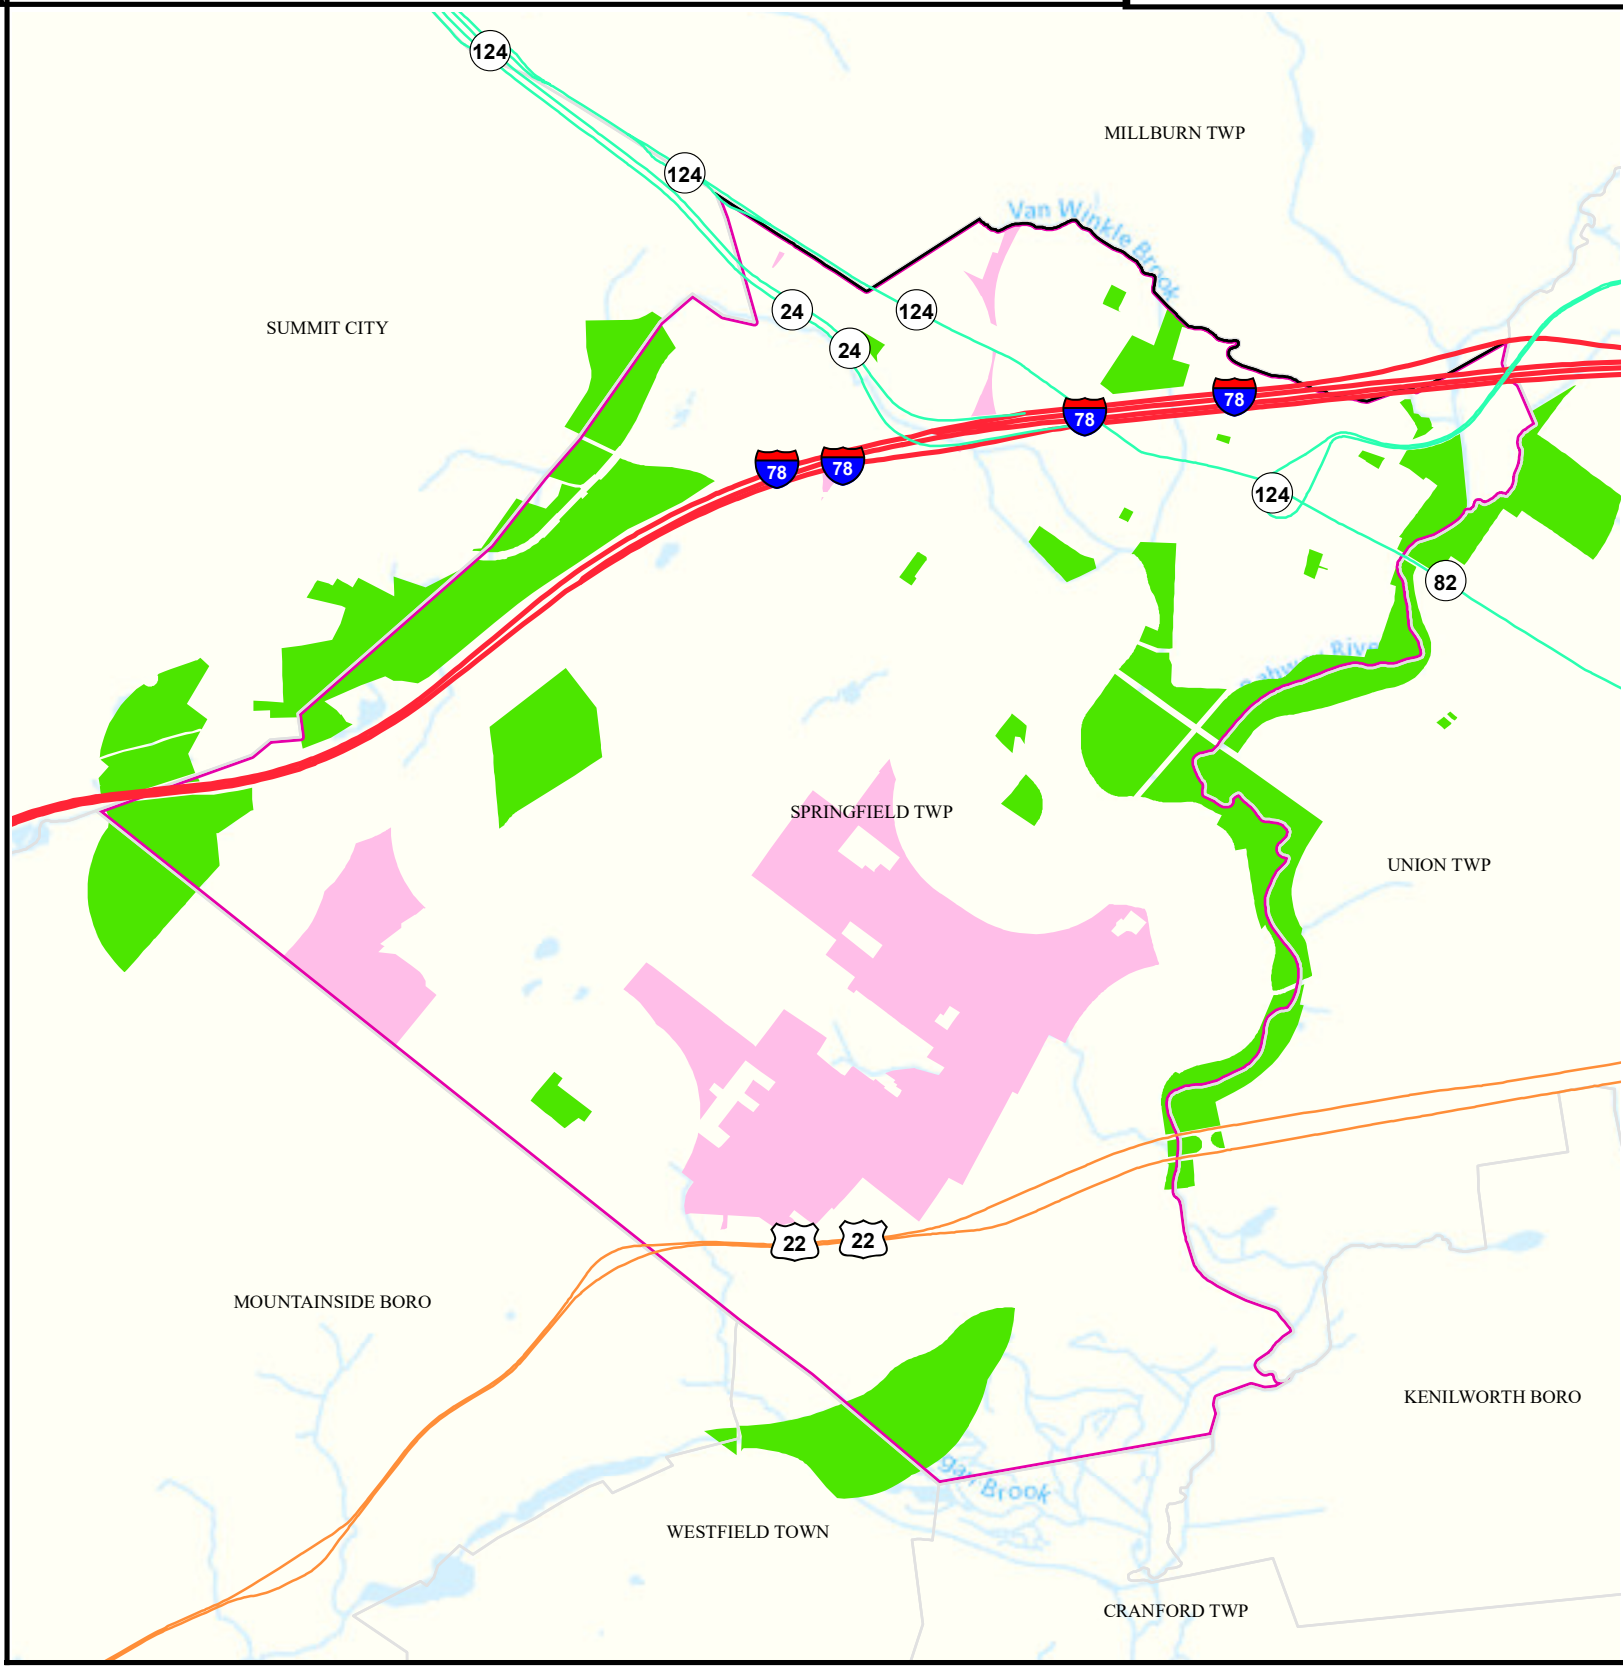 124
MILLBURN TWP
124
Van Winkle Brook
SUMMIT CITY
24
124
24
78
78
78
78
124
82
River
SPRINGFIELD TWP
UNION TWP
22
22
MOUNTAINSIDE BORO
KENILWORTH BORO
Brook
WESTFIELD TOWN
CRANFORD TWP